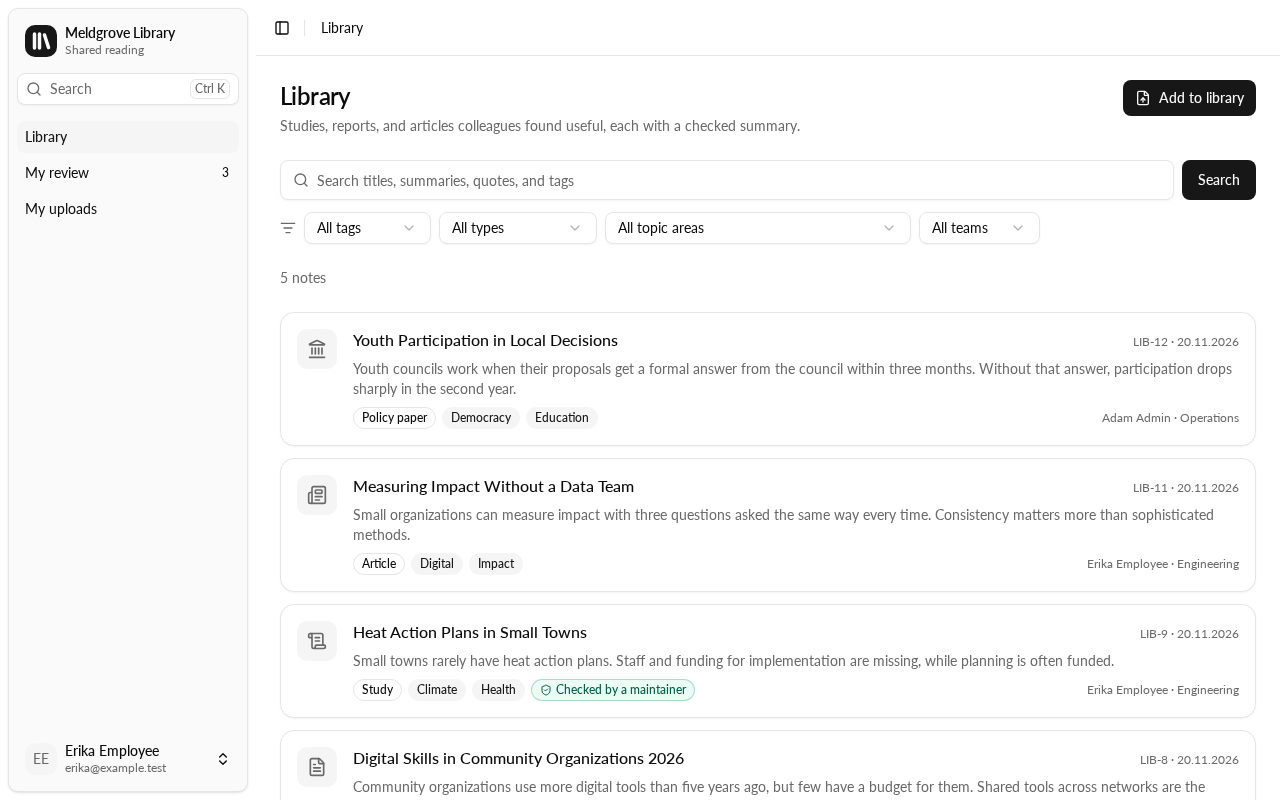 Meldgrove Library
Shared reading
Search
Ctrl K
Library
My review
3
My uploads
EE
Erika Employee
erika@example.test
Library
Library
Studies, reports, and articles colleagues found useful, each with a checked summary.
Add to library
Search titles, summaries, quotes, and tags
Search
All tags
All types
All topic areas
All teams
5 notes
Youth Participation in Local Decisions
LIB-12 · 20.11.2026
Youth councils work when their proposals get a formal answer from the council within three months. Without that answer, participation drops
sharply in the second year.
Policy paper
Democracy
Education
Adam Admin · Operations
Measuring Impact Without a Data Team
LIB-11 · 20.11.2026
Small organizations can measure impact with three questions asked the same way every time. Consistency matters more than sophisticated
methods.
Article
Digital
Impact
Erika Employee · Engineering
Heat Action Plans in Small Towns
LIB-9 · 20.11.2026
Small towns rarely have heat action plans. Staff and funding for implementation are missing, while planning is often funded.
Study
Climate
Health
Checked by a maintainer
Erika Employee · Engineering
Digital Skills in Community Organizations 2026
LIB-8 · 20.11.2026
Community organizations use more digital tools than five years ago, but few have a budget for them. Shared tools across networks are the